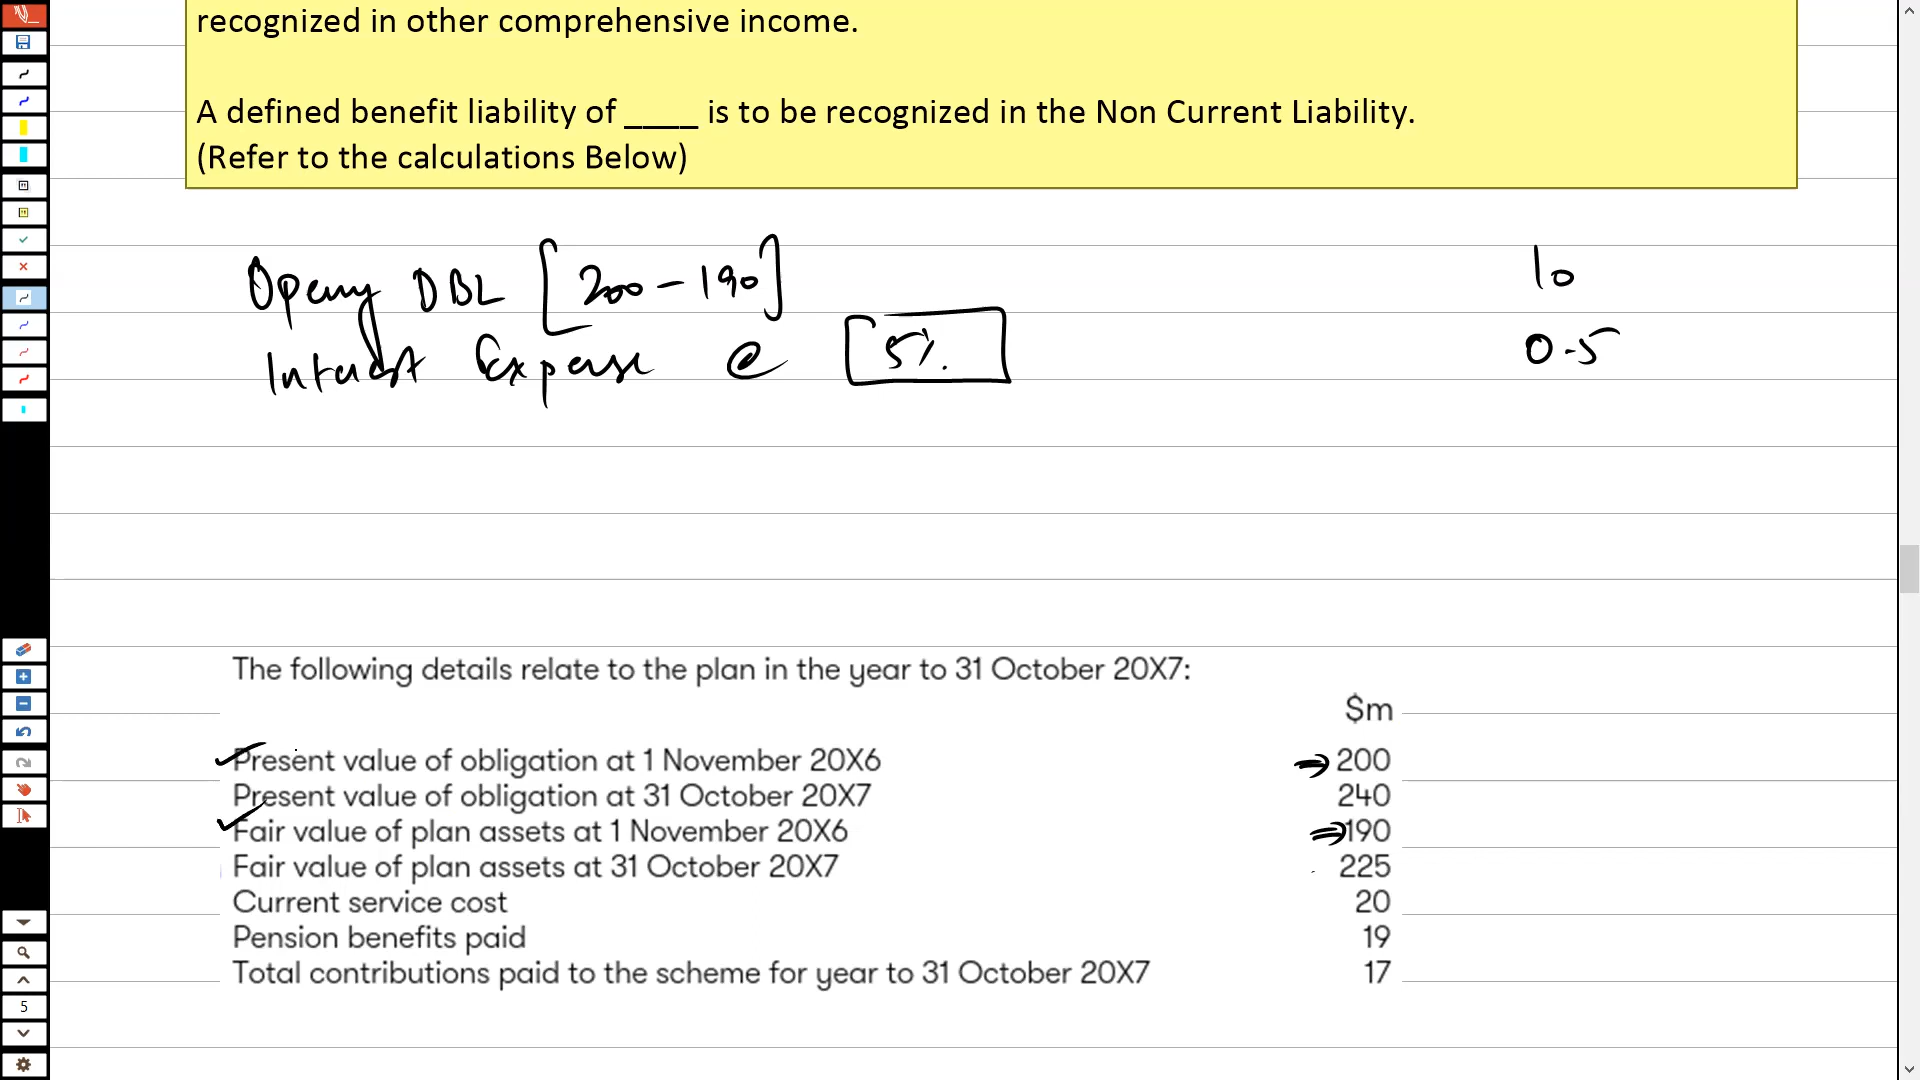 recognized in other comprehensive income.
A defined benefit liability of ____ is to be recognized in the Non Current Liability.
(Refer to the calculations Below)
Opening DBL [200-190] 10
Interest Expense @ 5%. 0.5
The following details relate to the plan in the year to 31 October 20X7:
$m
Present value of obligation at 1 November 20X6 ⇒ 200
Present value of obligation at 31 October 20X7 240
Fair value of plan assets at 1 November 20X6 ⇒ 190
Fair value of plan assets at 31 October 20X7 225
Current service cost 20
Pension benefits paid 19
Total contributions paid to the scheme for year to 31 October 20X7 17
5